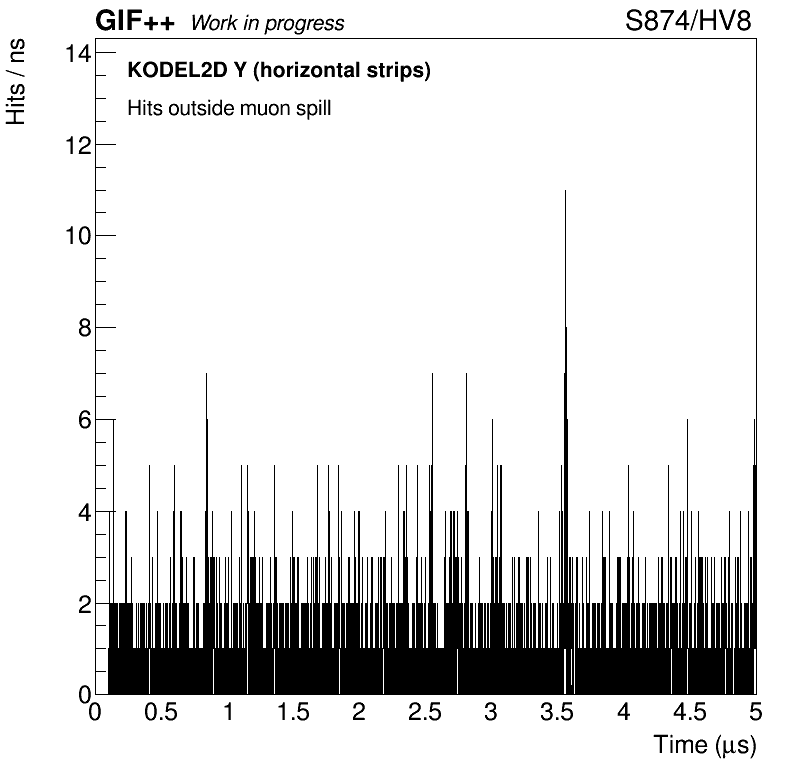 GIF++ Work in progress S874/HV8
Hits / ns
KODEL2D Y (horizontal strips)
Hits outside muon spill
14
12
10
8
6
4
2
0
0 0.5 1 1.5 2 2.5 3 3.5 4 4.5 5
Time (μs)